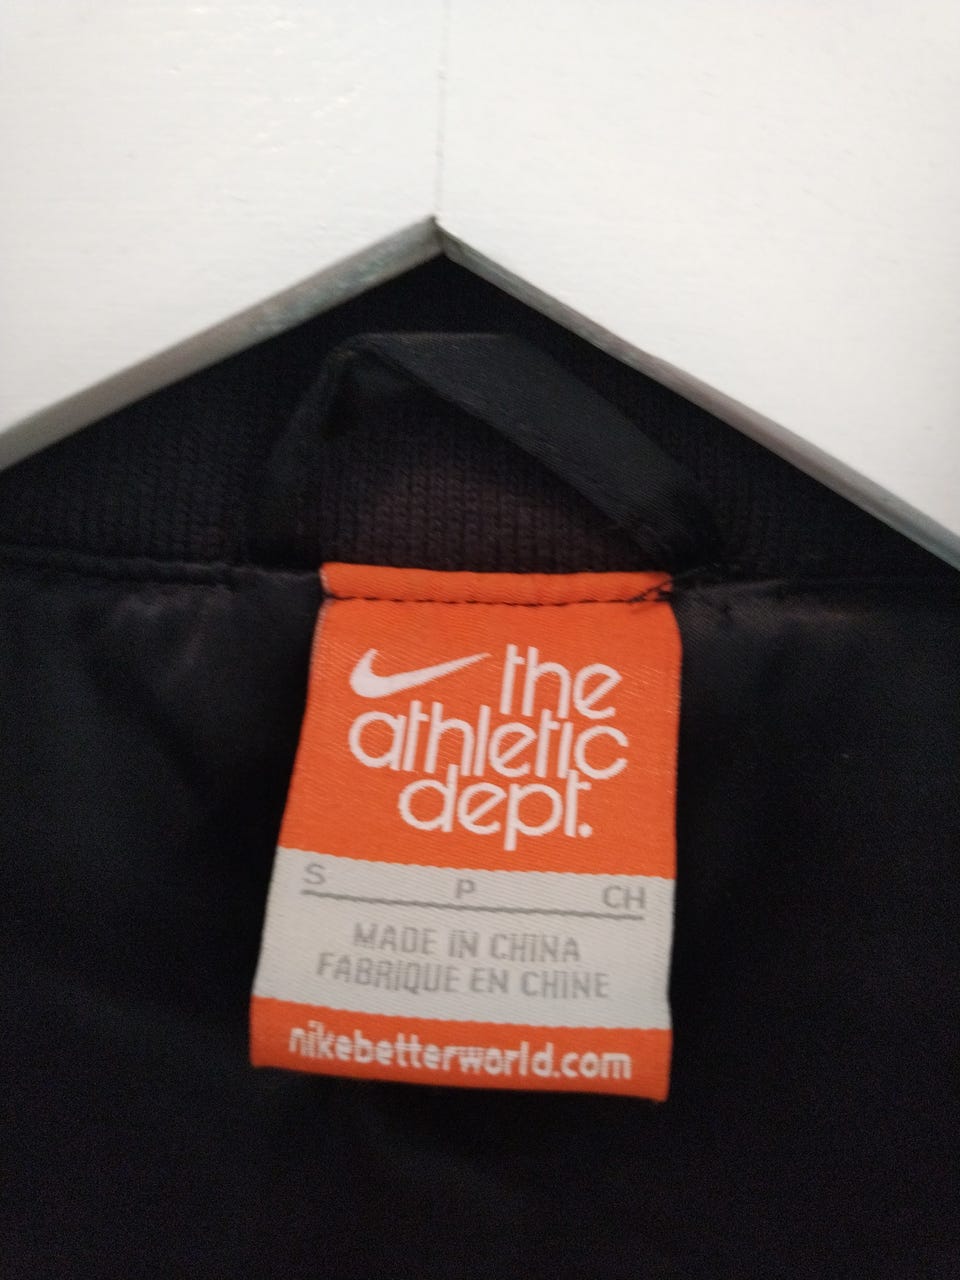 the
athletic
dept.
S P CH
MADE IN CHINA
FABRIQUE EN CHINE
nikebetterworld.com